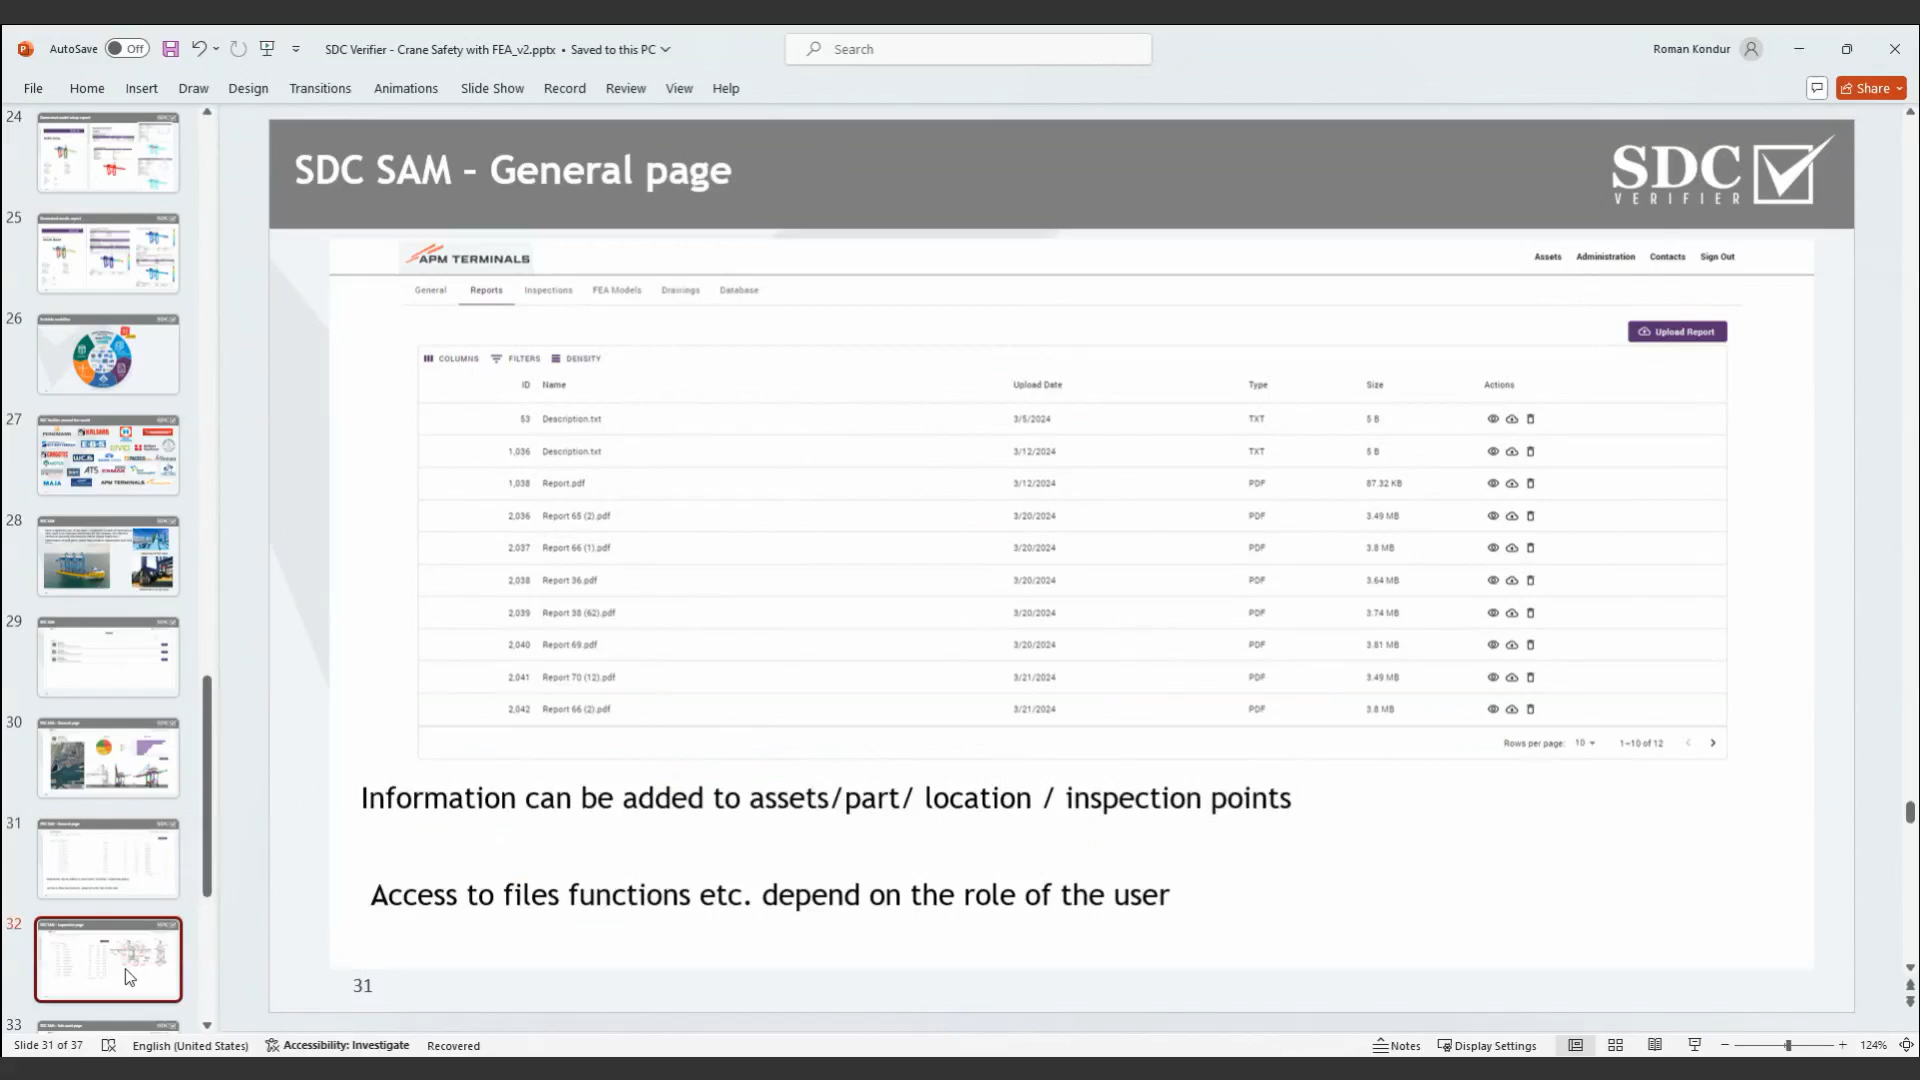 AutoSave Off SDC Verifier - Crane Safety with FEA_v2.pptx • Saved to this PC Search Roman Kondur
File Home Insert Draw Design Transitions Animations Slide Show Record Review View Help Share
24
25
26
27
28
29
30
31
32
33
SDC SAM - General page
SDC
VERIFIER
APM TERMINALS
Assets Administration Contacts Sign Out
General Reports Inspections FEA Models Drawings Database
Upload Report
COLUMNS FILTERS DENSITY
ID Name Upload Date Type Size Actions
53 Description.txt 3/5/2024 TXT 5 B
1,036 Description.txt 3/12/2024 TXT 5 B
1,038 Report.pdf 3/12/2024 PDF 87.32 KB
2,036 Report 65 (2).pdf 3/20/2024 PDF 3.49 MB
2,037 Report 66 (1).pdf 3/20/2024 PDF 3.8 MB
2,038 Report 36.pdf 3/20/2024 PDF 3.64 MB
2,039 Report 38 (62).pdf 3/20/2024 PDF 3.74 MB
2,040 Report 69.pdf 3/20/2024 PDF 3.81 MB
2,041 Report 70 (12).pdf 3/21/2024 PDF 3.49 MB
2,042 Report 66 (2).pdf 3/21/2024 PDF 3.8 MB
Rows per page: 10 1–10 of 12
Information can be added to assets/part/ location / inspection points
Access to files functions etc. depend on the role of the user
31
Slide 31 of 37 English (United States) Accessibility: Investigate Recovered Notes Display Settings 124%